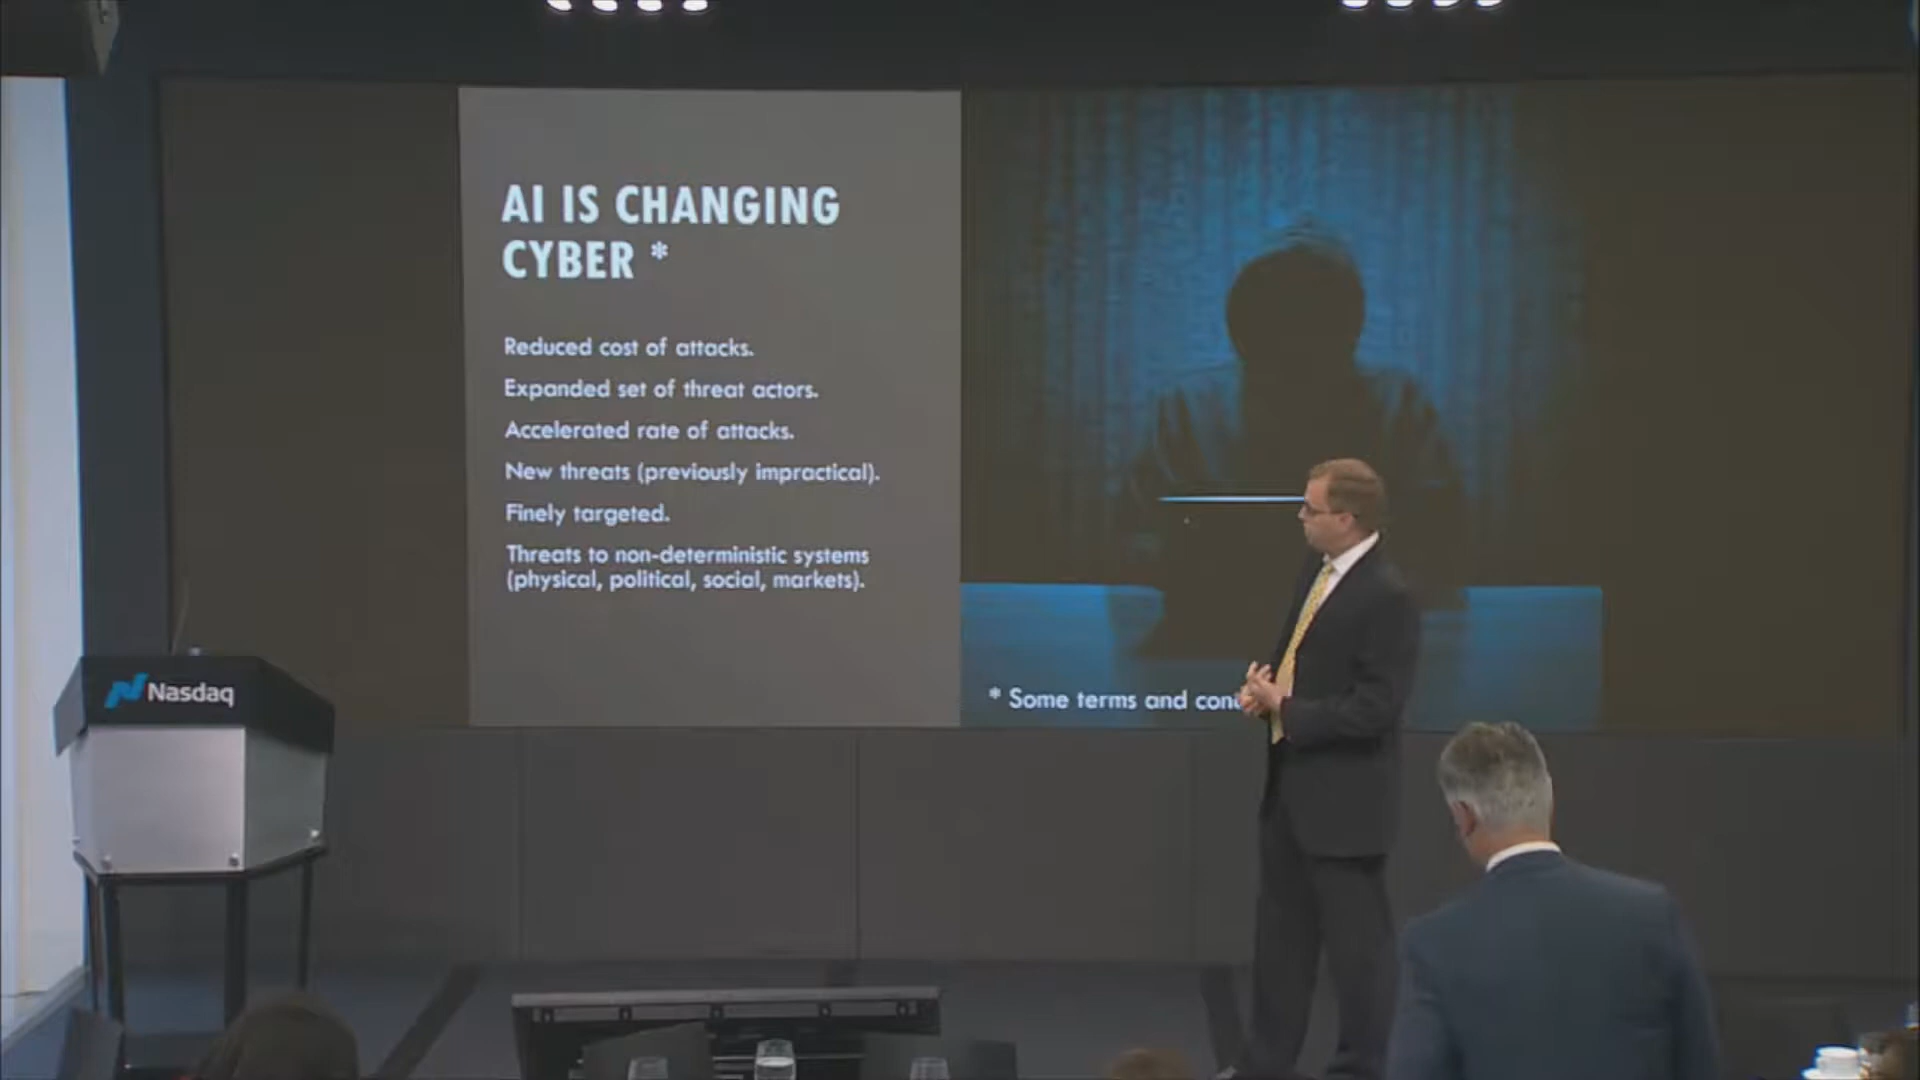 AI IS CHANGING
CYBER *
Reduced cost of attacks.
Expanded set of threat actors.
Accelerated rate of attacks.
New threats (previously impractical).
Finely targeted.
Threats to non-deterministic systems
(physical, political, social, markets).
* Some terms and
Nasdaq